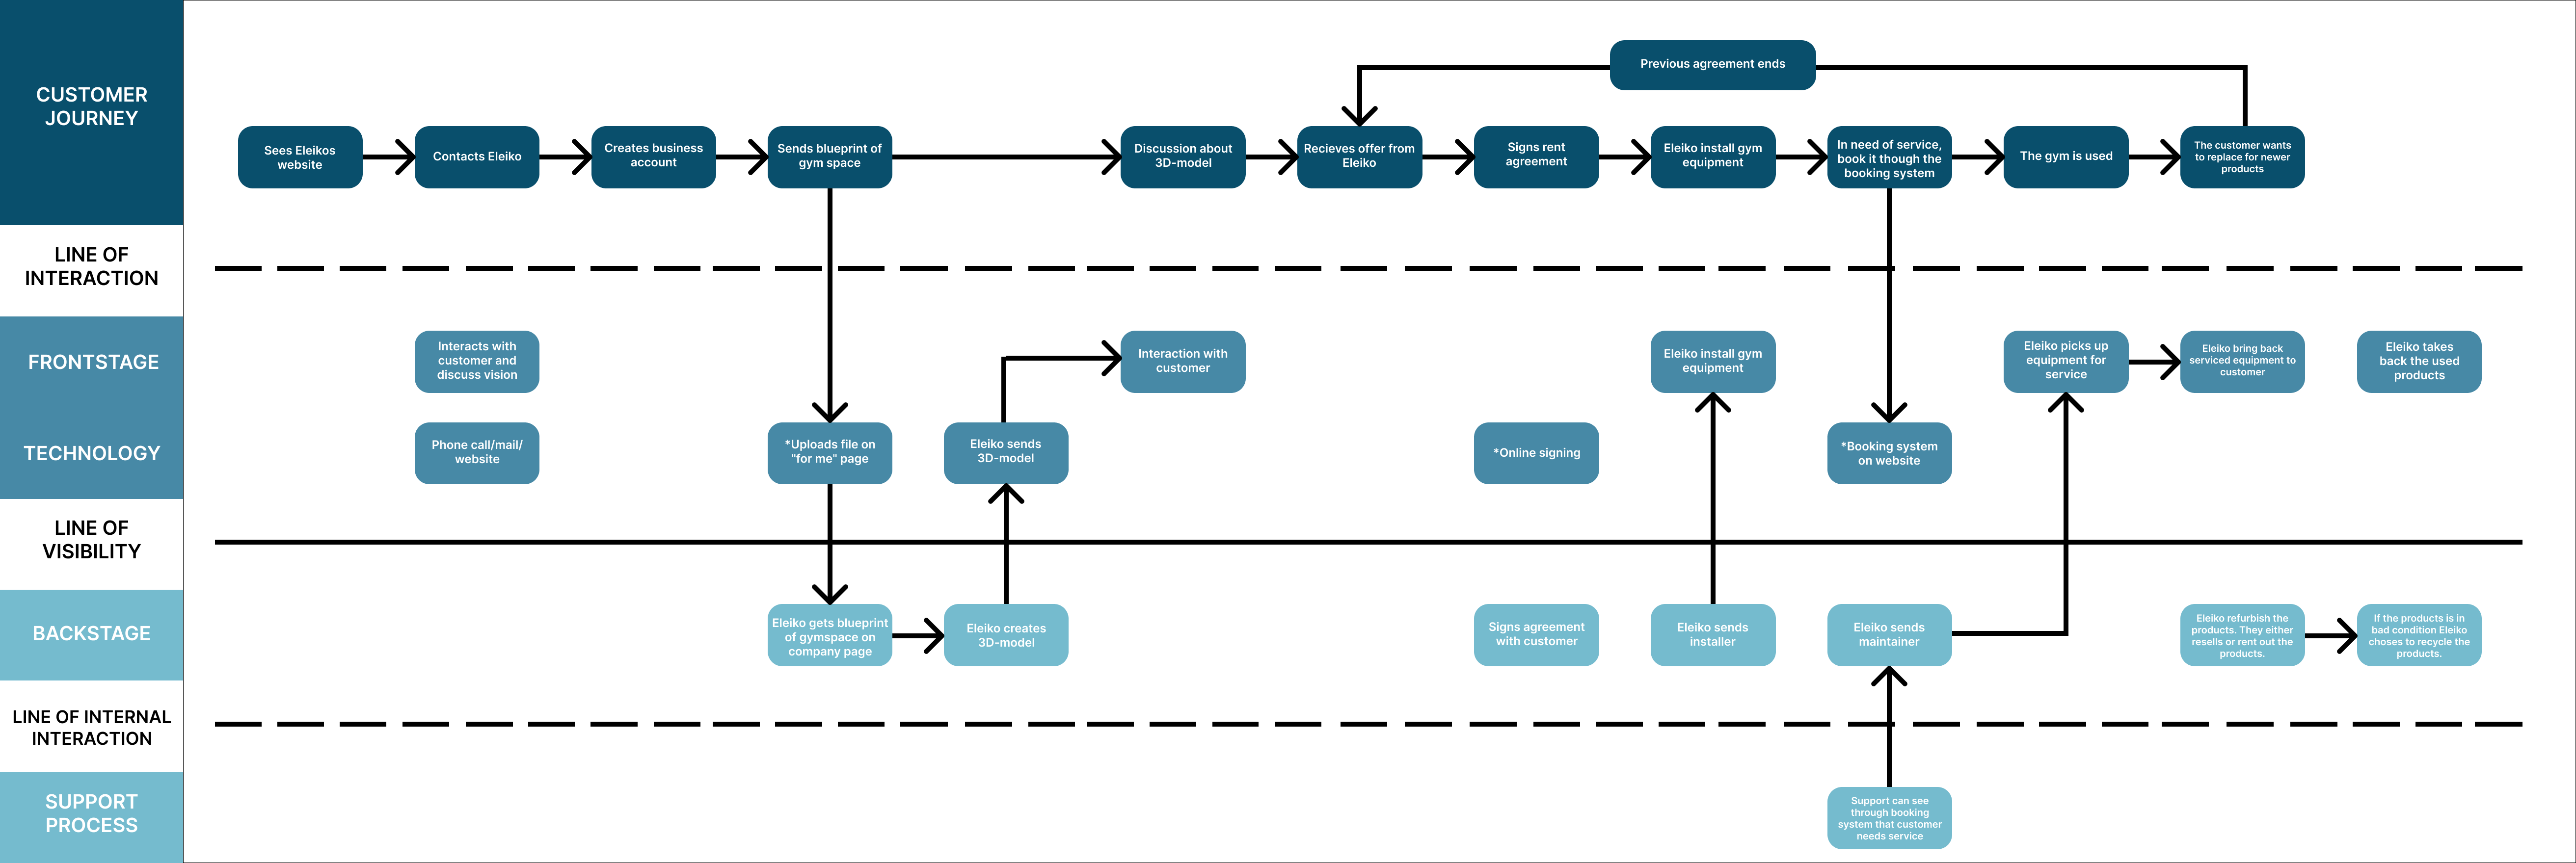 CUSTOMER
JOURNEY
Previous agreement ends
Sees Eleikos
website
Contacts Eleiko
Creates business
account
Sends blueprint of
gym space
Discussion about
3D-model
Recieves offer from
Eleiko
Signs rent
agreement
Eleiko install gym
equipment
In need of service,
book it though the
booking system
The gym is used
The customer wants
to replace for newer
products
LINE OF
INTERACTION
FRONTSTAGE
Interacts with
customer and
discuss vision
Interaction with
customer
Eleiko install gym
equipment
Eleiko picks up
equipment for
service
Eleiko bring back
serviced equipment to
customer
Eleiko takes
back the used
products
TECHNOLOGY
Phone call/mail/
website
*Uploads file on
"for me" page
Eleiko sends
3D-model
*Online signing
*Booking system
on website
LINE OF
VISIBILITY
BACKSTAGE
Eleiko gets blueprint
of gymspace on
company page
Eleiko creates
3D-model
Signs agreement
with customer
Eleiko sends
installer
Eleiko sends
maintainer
Eleiko refurbish the
products. They either
resells or rent out the
products.
If the products is in
bad condition Eleiko
choses to recycle the
products.
LINE OF INTERNAL
INTERACTION
SUPPORT
PROCESS
Support can see
through booking
system that customer
needs service